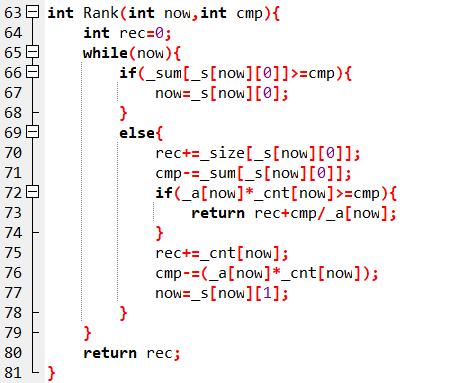 63 int Rank(int now,int cmp){
64     int rec=0;
65     while(now){
66         if(_sum[_s[now][0]]>=cmp){
67             now=_s[now][0];
68         }
69         else{
70             rec+=_size[_s[now][0]];
71             cmp-=_sum[_s[now][0]];
72             if(_a[now]*_cnt[now]>=cmp){
73                 return rec+cmp/_a[now];
74             }
75             rec+=_cnt[now];
76             cmp-=(_a[now]*_cnt[now]);
77             now=_s[now][1];
78         }
79     }
80     return rec;
81 }